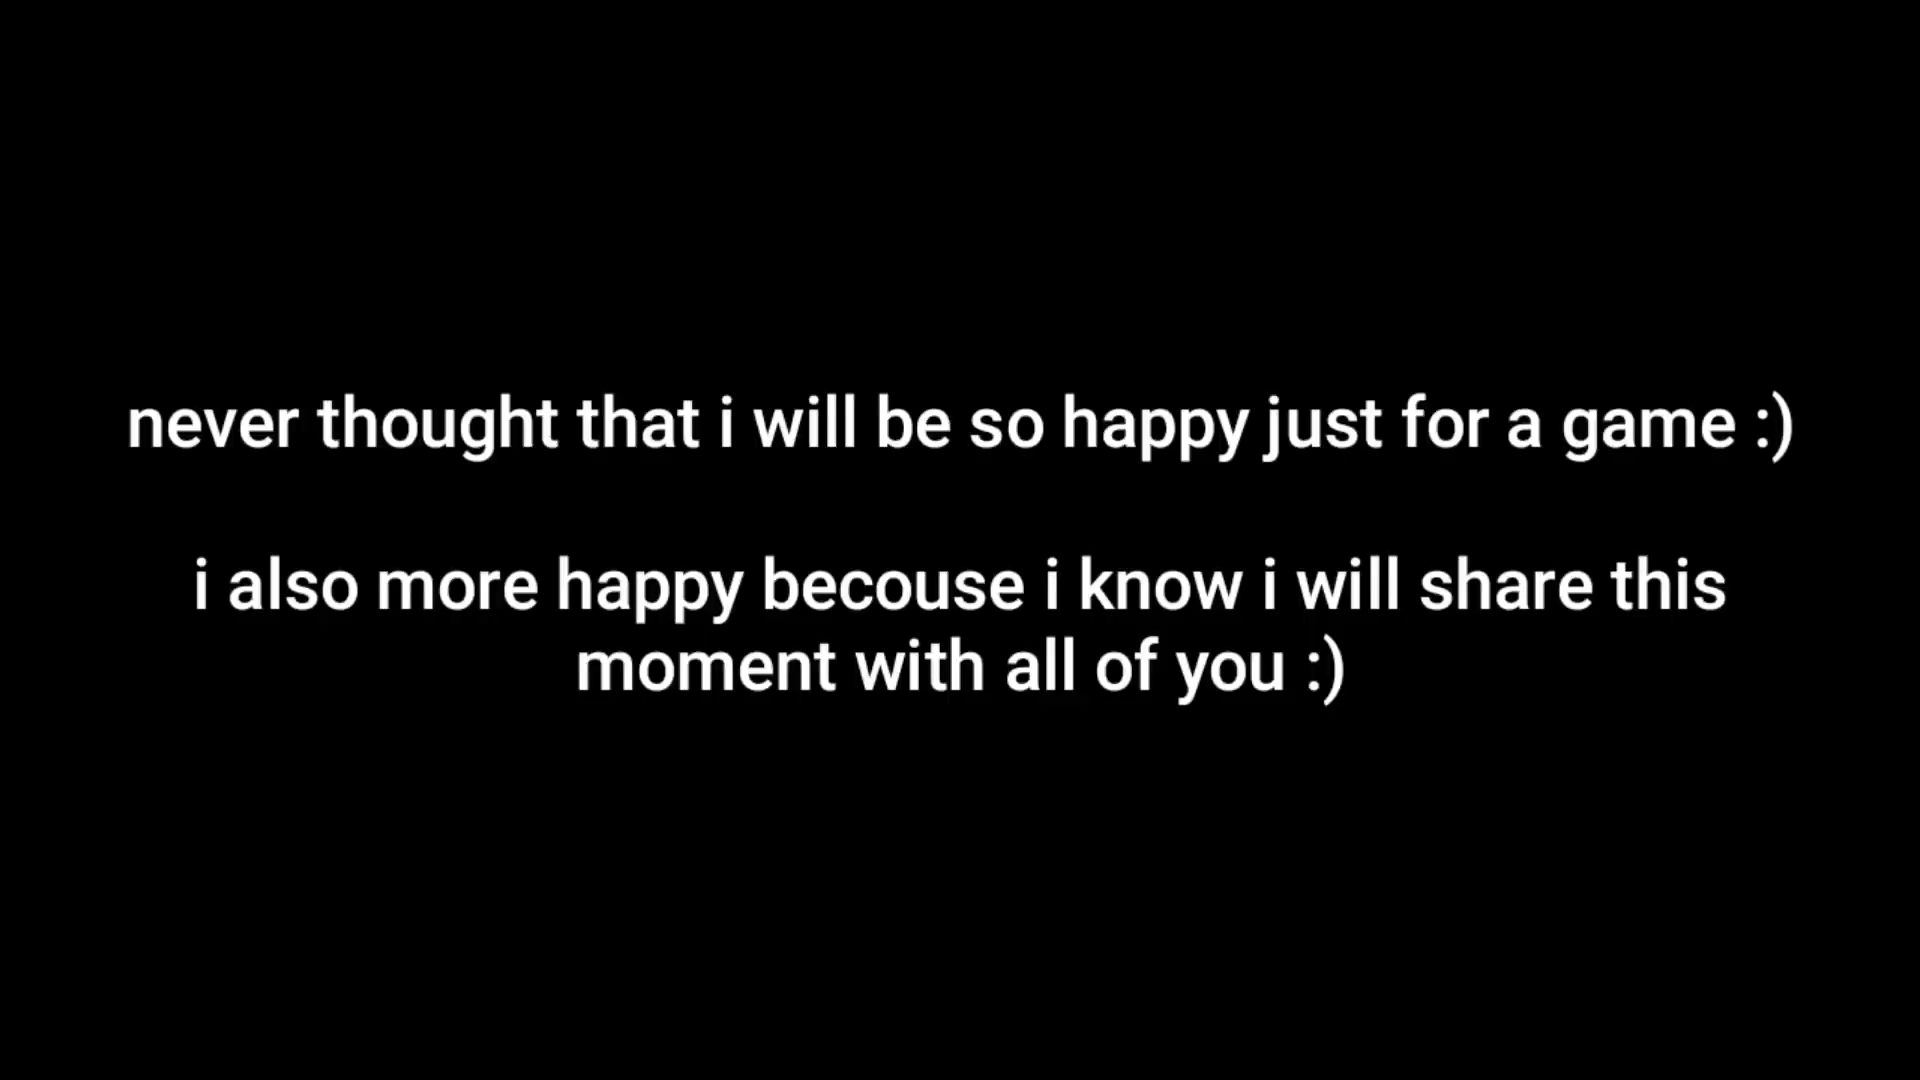 never thought that i will be so happy just for a game :)
i also more happy becouse i know i will share this
moment with all of you :)